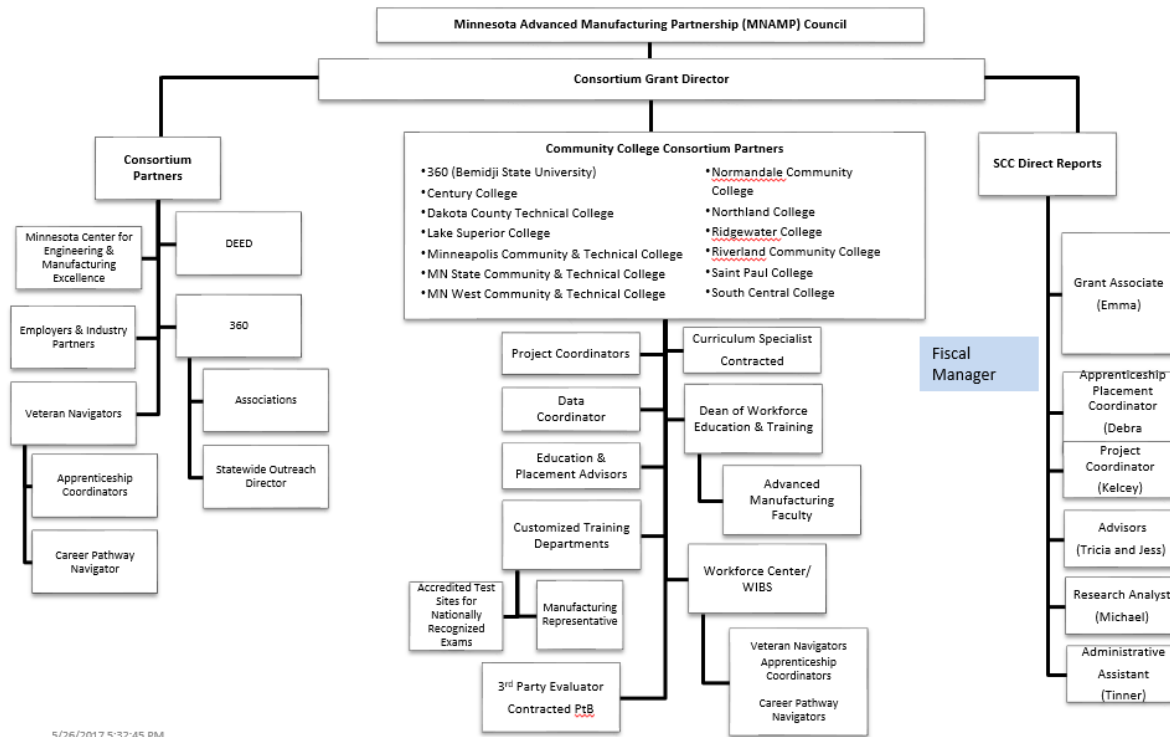 Minnesota Advanced Manufacturing Partnership (MNAMP) Council
Consortium Grant Director
Consortium
Partners
Minnesota Center for
Engineering &
Manufacturing
Excellence
DEED
Employers & Industry
Partners
360
Veteran Navigators
Associations
Apprenticeship
Coordinators
Statewide Outreach
Director
Career Pathway
Navigator
Community College Consortium Partners
•360 (Bemidji State University)
•Century College
•Dakota County Technical College
•Lake Superior College
•Minneapolis Community & Technical College
•MN State Community & Technical College
•MN West Community & Technical College
•Normandale Community
College
•Northland College
•Ridgewater College
•Riverland Community College
•Saint Paul College
•South Central College
Project Coordinators
Curriculum Specialist
Contracted
Data
Coordinator
Dean of Workforce
Education & Training
Education &
Placement Advisors
Advanced
Manufacturing
Faculty
Customized Training
Departments
Workforce Center/
WIBS
Accredited Test
Sites for
Nationally
Recognized
Exams
Manufacturing
Representative
Veteran Navigators
Apprenticeship
Coordinators
Career Pathway
Navigators
3rd Party Evaluator
Contracted PtB
SCC Direct Reports
Fiscal
Manager
Grant Associate
(Emma)
Apprenticeship
Placement
Coordinator
(Debra
Project
Coordinator
(Kelcey)
Advisors
(Tricia and Jess)
Research Analyst
(Michael)
Administrative
Assistant
(Tinner)
5/26/2017 5:32:45 PM